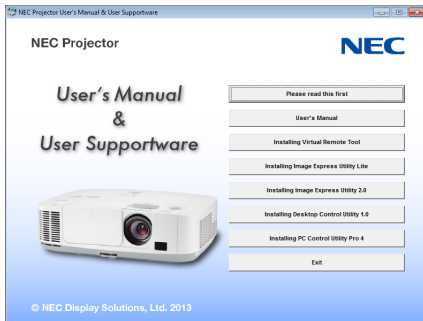 NEC Projector User's Manual & User Supportware
NEC Projector
NEC
User's Manual
&
User Supportware
Please read this first
User's Manual
Installing Virtual Remote Tool
Installing Image Express Utility Lite
Installing Image Express Utility 2.0
Installing Desktop Control Utility 1.0
Installing PC Control Utility Pro 4
Exit
© NEC Display Solutions, Ltd. 2013